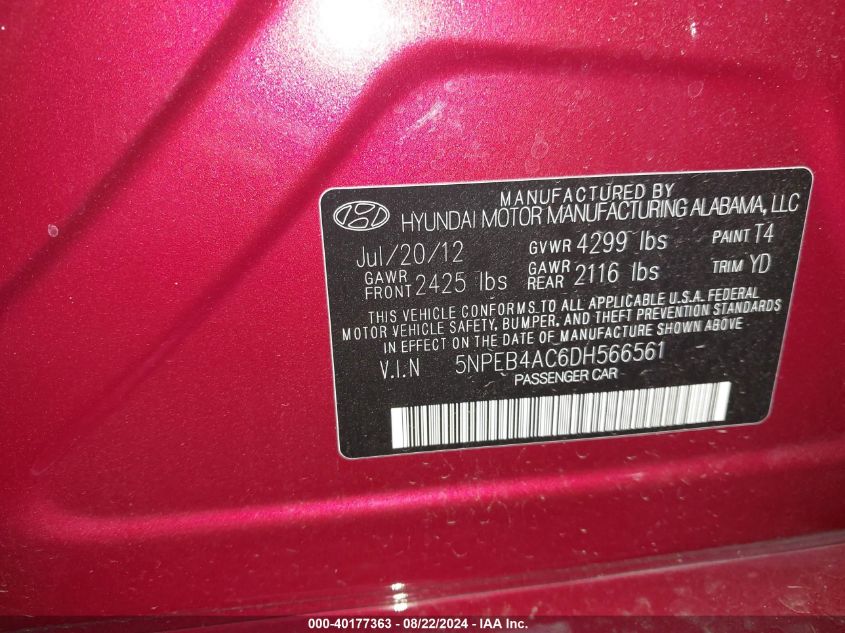 MANUFACTURED BY
HYUNDAI MOTOR MANUFACTURING ALABAMA, LLC
Jul/20/12 GVWR 4299 lbs PAINT T4
GAWR FRONT 2425 lbs GAWR REAR 2116 lbs TRIM YD
THIS VEHICLE CONFORMS TO ALL APPLICABLE U.S.A. FEDERAL
MOTOR VEHICLE SAFETY, BUMPER, AND THEFT PREVENTION STANDARDS
IN EFFECT ON THE DATE OF MANUFACTURE SHOWN ABOVE
V.I.N 5NPEB4AC6DH566561
PASSENGER CAR
000-40177363 - 08/22/2024 - IAA, Inc.